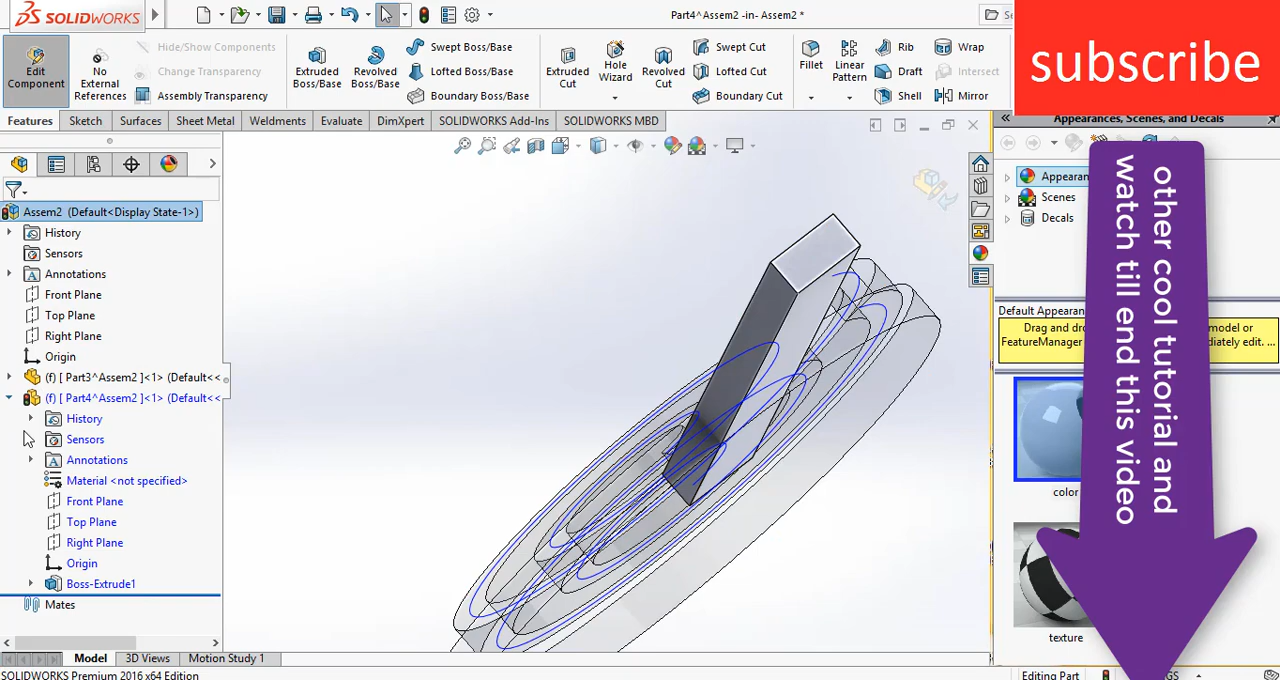 SOLIDWORKS
Part4^Assem2 -in- Assem2 *
subscribe
Edit
Component
No
External
References
Hide/Show Components
Change Transparency
Assembly Transparency
Extruded
Boss/Base
Revolved
Boss/Base
Swept Boss/Base
Lofted Boss/Base
Boundary Boss/Base
Extruded
Cut
Hole
Wizard
Revolved
Cut
Swept Cut
Lofted Cut
Boundary Cut
Fillet
Linear
Pattern
Rib
Draft
Shell
Wrap
Intersect
Mirror
Features
Sketch
Surfaces
Sheet Metal
Weldments
Evaluate
DimXpert
SOLIDWORKS Add-Ins
SOLIDWORKS MBD
Appearances, Scenes, and Decals
Assem2 (Default<Display State-1>)
History
Sensors
Annotations
Front Plane
Top Plane
Right Plane
Origin
(f) [ Part3^Assem2 ]<1> (Default<<
(f) [ Part4^Assem2 ]<1> (Default<<
History
Sensors
Annotations
Material <not specified>
Front Plane
Top Plane
Right Plane
Origin
Boss-Extrude1
Mates
Scenes
Decals
other cool tutorial and
watch till end this video
color
texture
Model
3D Views
Motion Study 1
SOLIDWORKS Premium 2016 x64 Edition
Editing Part